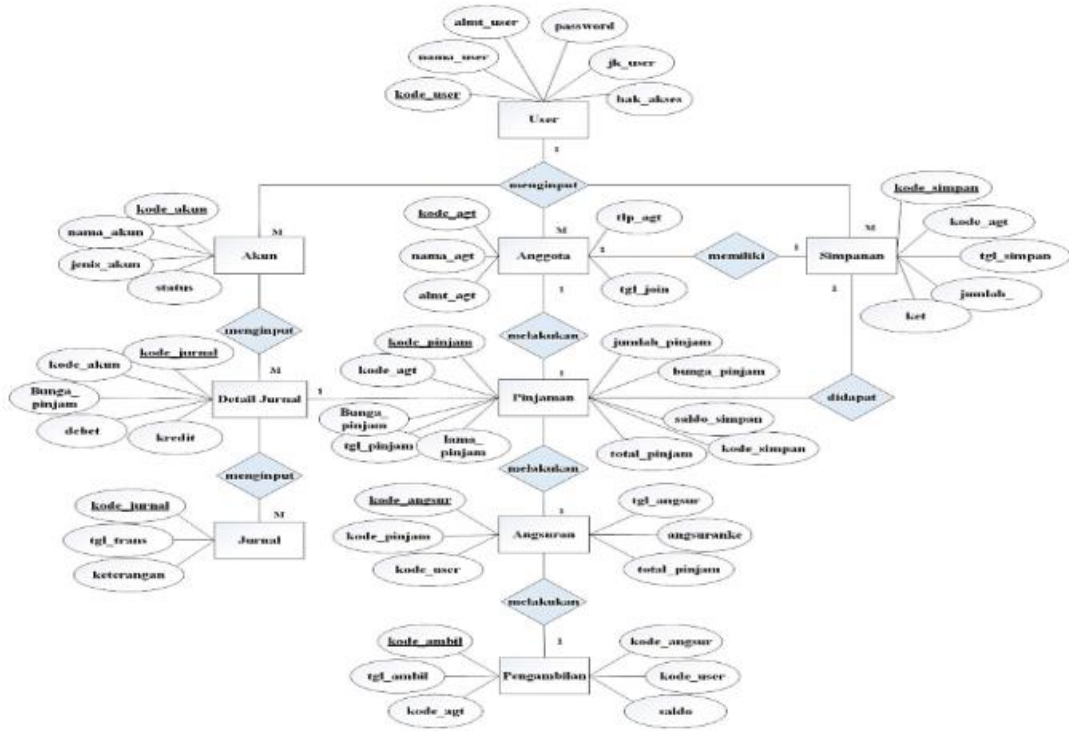 almt_user
password
nama_user
jk_user
kode_user
hak_akses
User
1
menginput
kode_akun
kode_agt
tlp_agt
kode_simpan
nama_akun
M
M
M
kode_agt
Akun
nama_agt
Anggota
1
memiliki
1
Simpanan
tgl_simpan
jenix_akun
status
almt_agt
1
tgl_join
1
jumlah_
ket
menginput
melakukan
kode_jurnal
kode_pinjam
jumlah_pinjam
kode_akun
M
kode_agt
1
bunga_pinjam
Bunga_
pinjam
Detail Jurnal
1
Pinjaman
didapat
debet
kredit
Bunga_
pinjam
saldo_simpan
tgl_pinjam
lama_
pinjam
kode_simpan
total_pinjam
menginput
melakukan
kode_jurnal
kode_angsur
tgl_angsur
M
1
tgl_trans
Jurnal
kode_pinjam
Angsuran
angsuranke
keterangan
kode_user
total_pinjam
melakukan
kode_ambil
1
kode_angsur
tgl_ambil
Pengambilan
kode_user
kode_agt
saldo